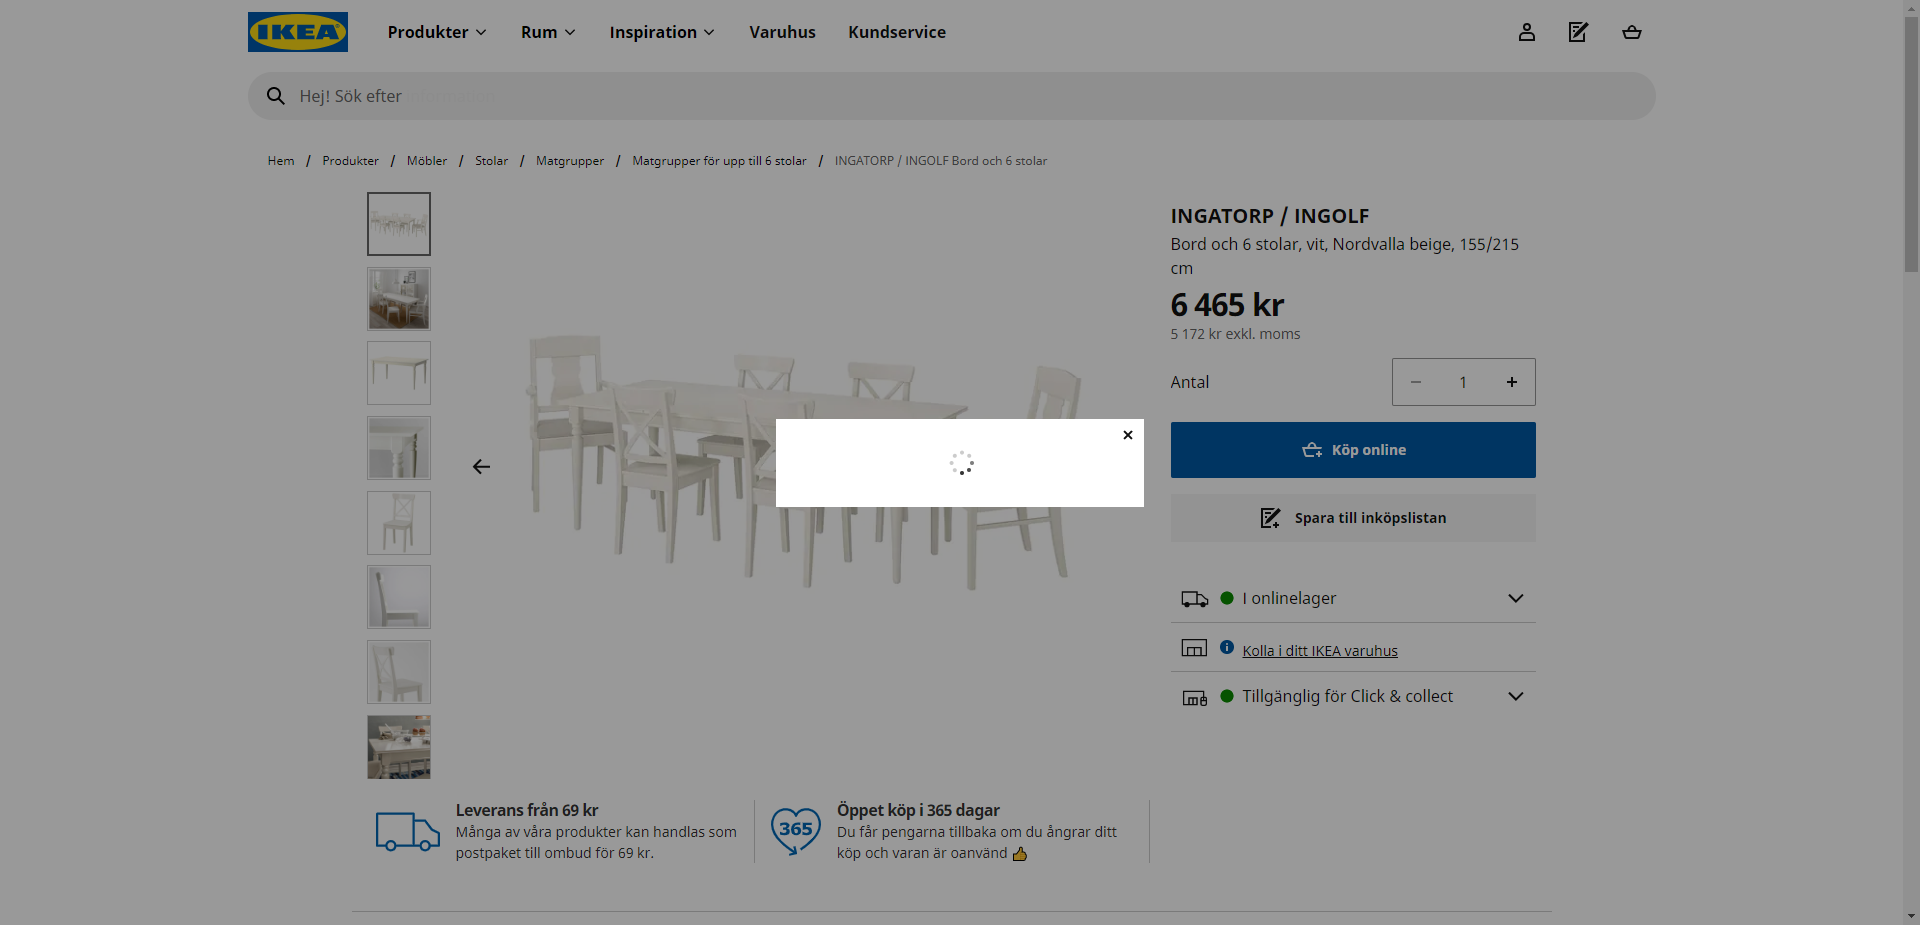 IKEA
Produkter
Rum
Inspiration
Varuhus
Kundservice
Hej! Sök efter
Hem / Produkter / Möbler / Stolar / Matgrupper / Matgrupper för upp till 6 stolar / INGATORP / INGOLF Bord och 6 stolar
INGATORP / INGOLF
Bord och 6 stolar, vit, Nordvalla beige, 155/215
cm
6 465 kr
5 172 kr exkl. moms
Antal
1
Köp online
Spara till inköpslistan
I onlinelager
Kolla i ditt IKEA varuhus
Tillgänglig för Click & collect
Leverans från 69 kr
Många av våra produkter kan handlas som
postpaket till ombud för 69 kr.
365
Öppet köp i 365 dagar
Du får pengarna tillbaka om du ångrar ditt
köp och varan är oanvänd 👍